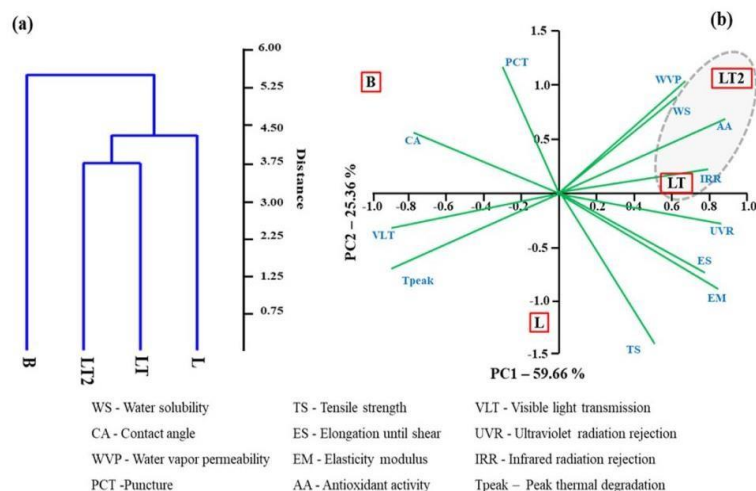 (a)
6.00
5.25
4.50
3.75
3.00
2.25
1.25
0.75
Distance
B
LT2
LT
L
(b)
1.5
1.0
0.5
-0.5
-1.0
-1.5
-1.0 -0.8 -0.6 -0.4 -0.2 0.2 0.4 0.6 0.8 1.0
PC2 – 25.36 %
PC1 – 59.66 %
PCT
B
CA
VLT
Tpeak
L
WVP
LT2
WS
AA
LT
IRR
UVR
ES
EM
TS
WS - Water solubility TS - Tensile strength VLT - Visible light transmission
CA - Contact angle ES - Elongation until shear UVR - Ultraviolet radiation rejection
WVP - Water vapor permeability EM - Elasticity modulus IRR - Infrared radiation rejection
PCT -Puncture AA - Antioxidant activity Tpeak – Peak thermal degradation